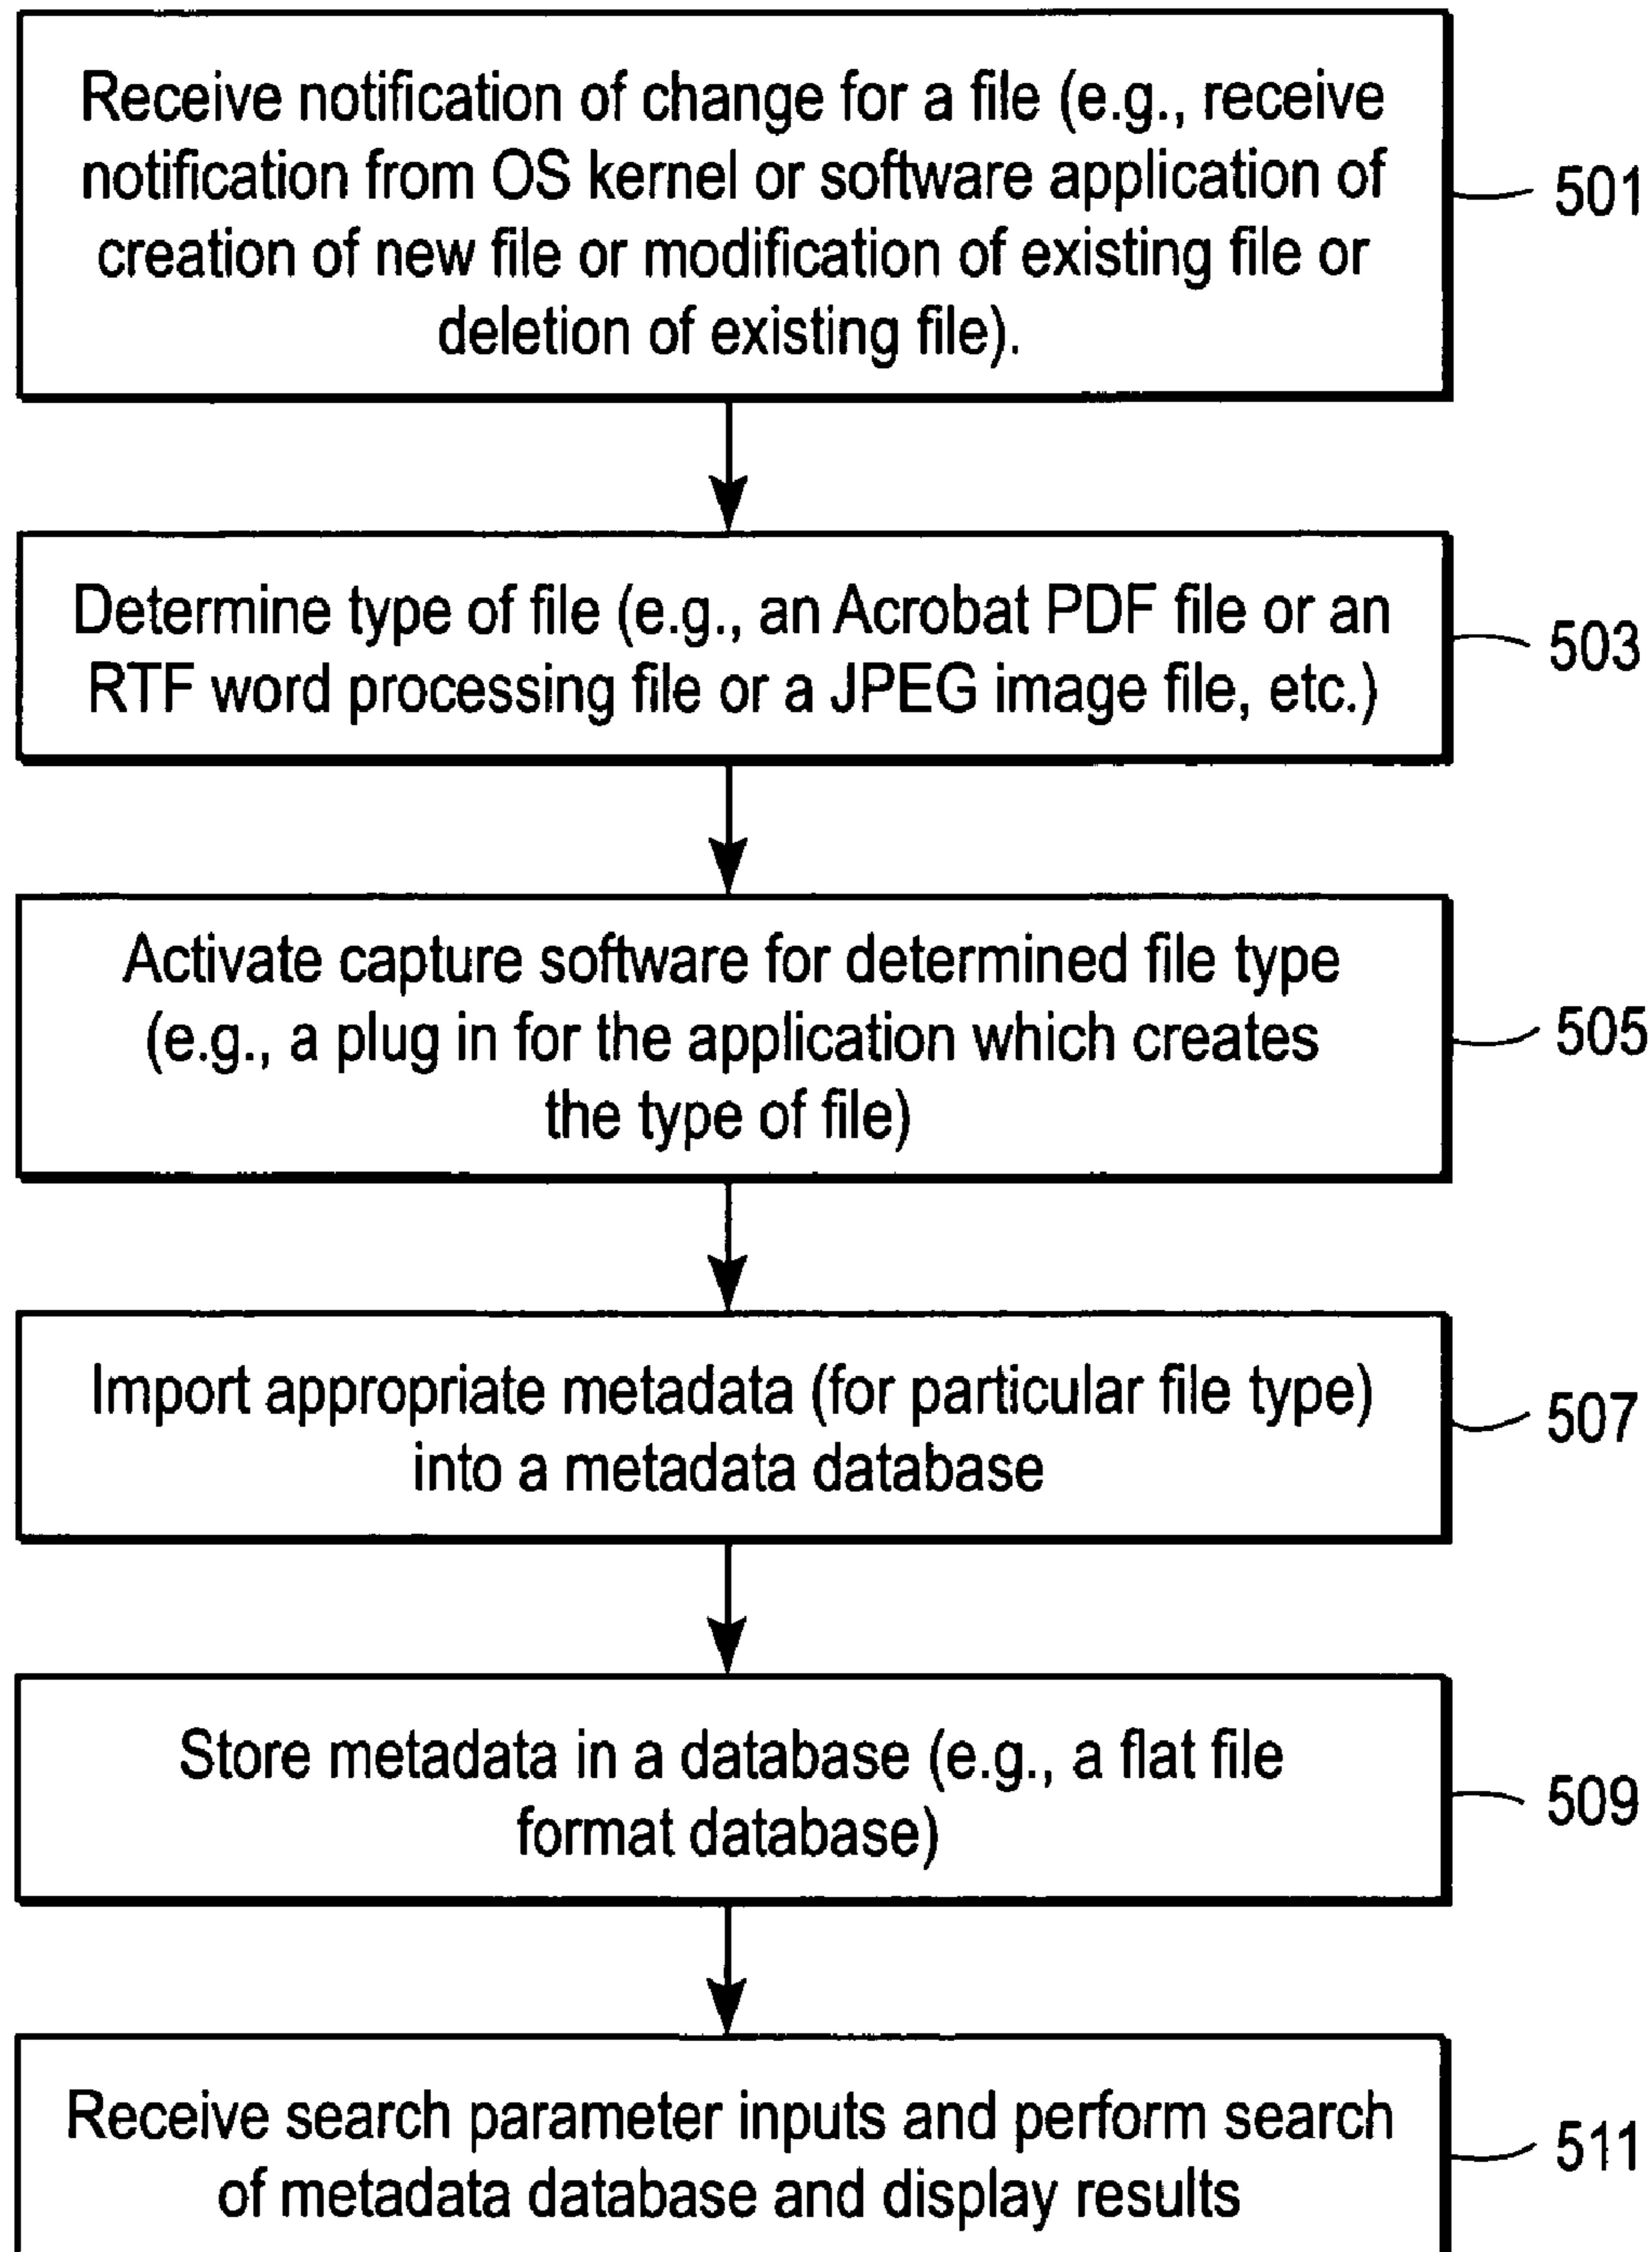 Receive notification of change for a file (e.g., receive
notification from OS kernel or software application of
creation of new file or modification of existing file or
deletion of existing file).
501
Determine type of file (e.g., an Acrobat PDF file or an
RTF word processing file or a JPEG image file, etc.)
503
Activate capture software for determined file type
(e.g., a plug in for the application which creates
the type of file)
505
Import appropriate metadata (for particular file type)
into a metadata database
507
Store metadata in a database (e.g., a flat file
format database)
509
Receive search parameter inputs and perform search
of metadata database and display results
511